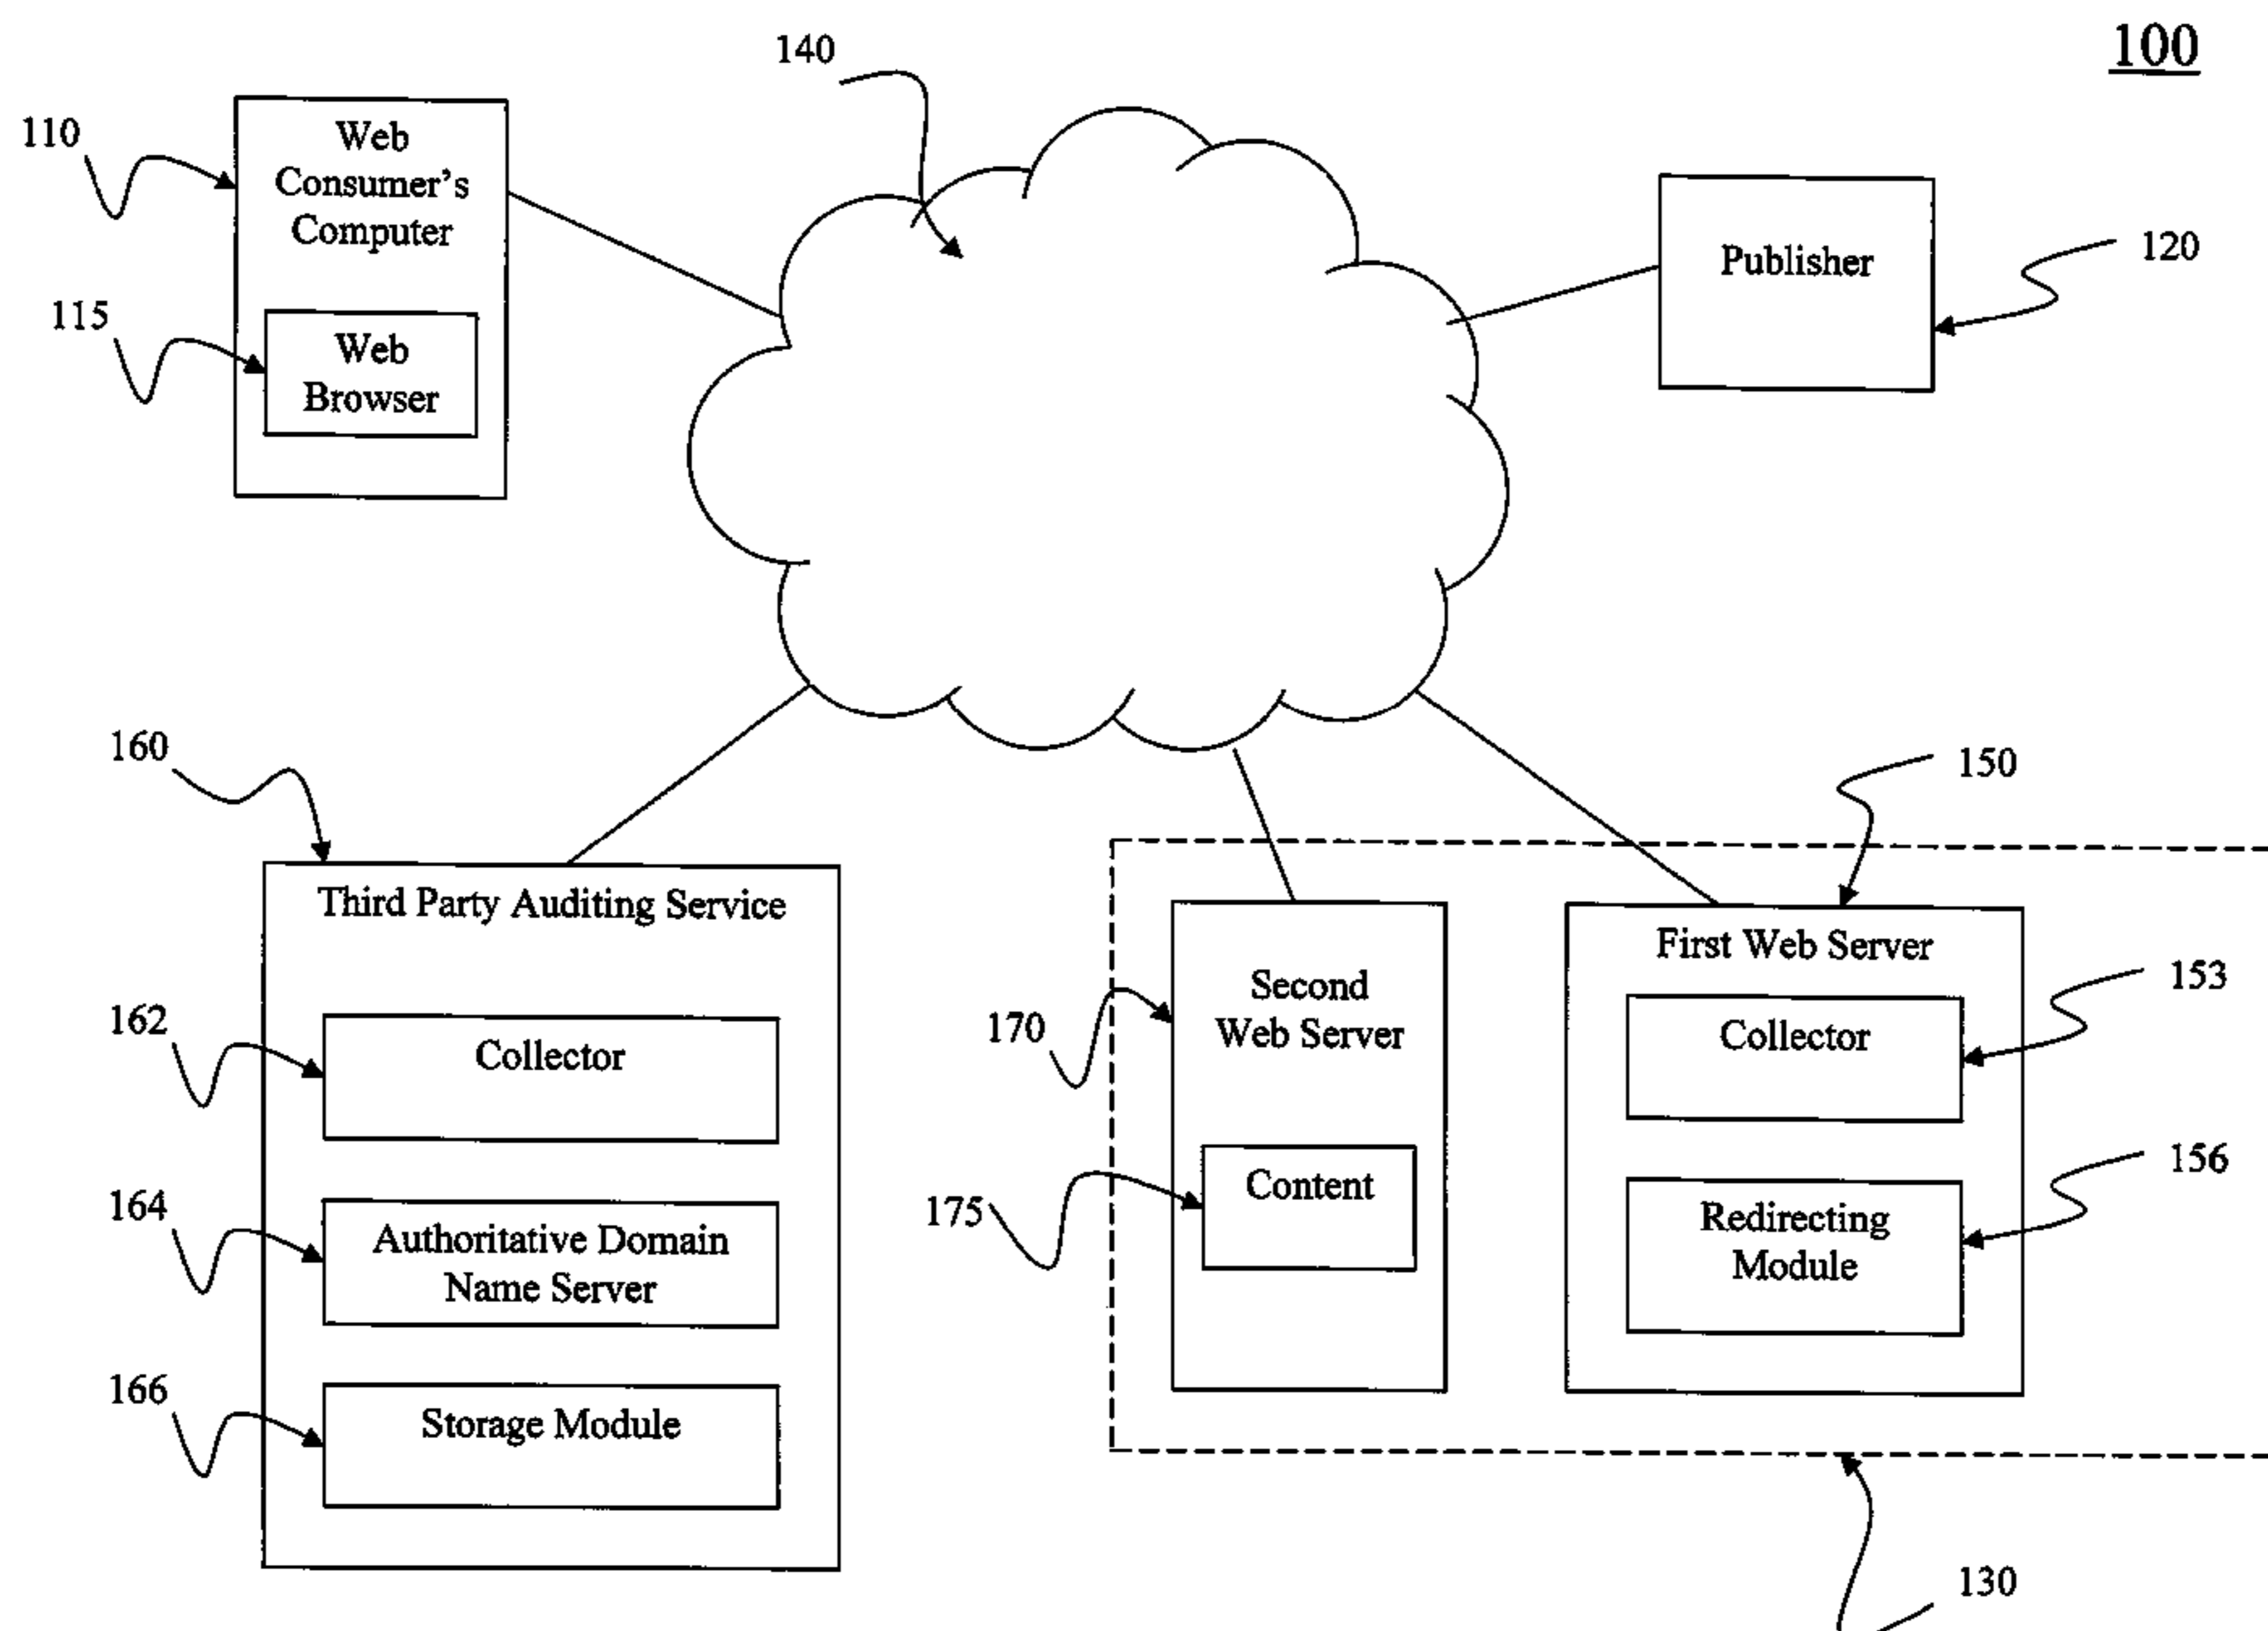 100
140
110
Web
Consumer's
Computer
115
Web
Browser
Publisher
120
160
Third Party Auditing Service
162
Collector
164
Authoritative Domain
Name Server
166
Storage Module
150
170
Second
Web Server
175
Content
First Web Server
153
Collector
156
Redirecting
Module
130